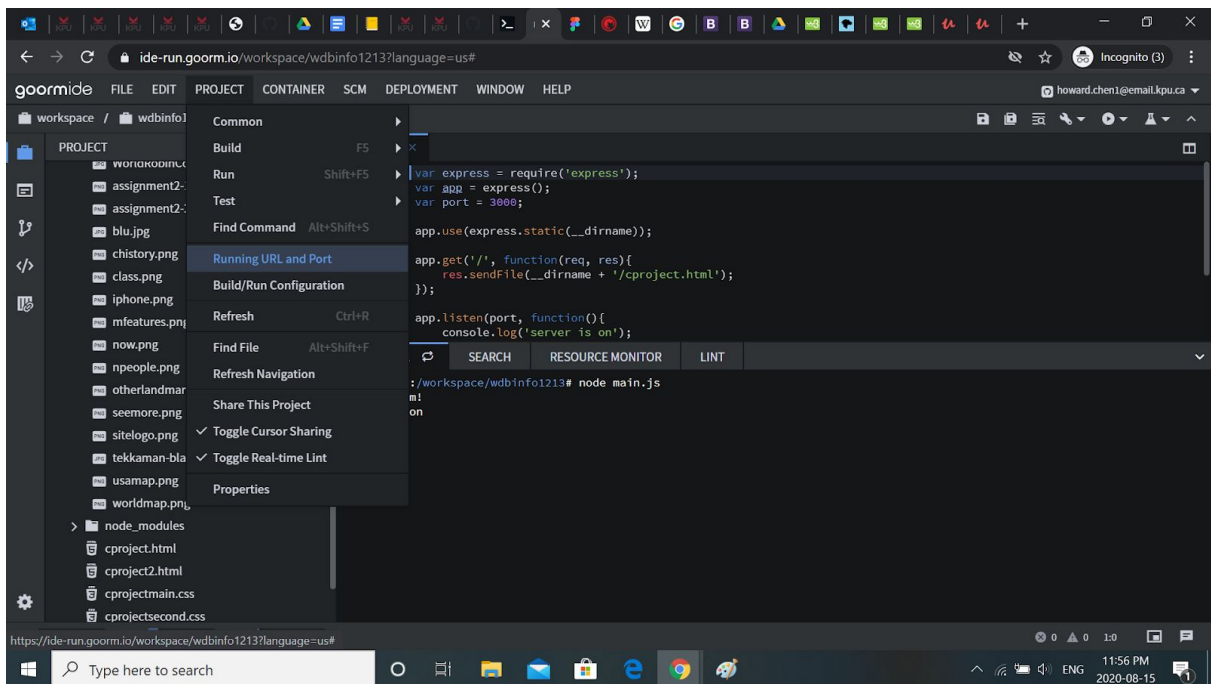 ide-run.goorm.io/workspace/wdbinfo1213?language=us#
Incognito (3)
goormide FILE EDIT PROJECT CONTAINER SCM DEPLOYMENT WINDOW HELP
howard.chen1@email.kpu.ca
workspace / wdbinfo1
PROJECT
assignment2-
assignment2-
blu.jpg
chistory.png
class.png
iphone.png
mfeatures.png
now.png
npeople.png
otherlandmar
seemore.png
sitelogo.png
tekkaman-bla
usamap.png
worldmap.png
node_modules
cproject.html
cproject2.html
cprojectmain.css
cprojectsecond.css
Common
Build F5
Run Shift+F5
Test
Find Command Alt+Shift+S
Running URL and Port
Build/Run Configuration
Refresh Ctrl+R
Find File Alt+Shift+F
Refresh Navigation
Share This Project
Toggle Cursor Sharing
Toggle Real-time Lint
Properties
var express = require('express');
var app = express();
var port = 3000;
app.use(express.static(__dirname));
app.get('/', function(req, res){
res.sendFile(__dirname + '/cproject.html');
});
app.listen(port, function(){
console.log('server is on');
SEARCH RESOURCE MONITOR LINT
:/workspace/wdbinfo1213# node main.js
m!
on
https://ide-run.goorm.io/workspace/wdbinfo1213?language=us#
0 0 1:0
Type here to search
ENG
11:56 PM
2020-08-15